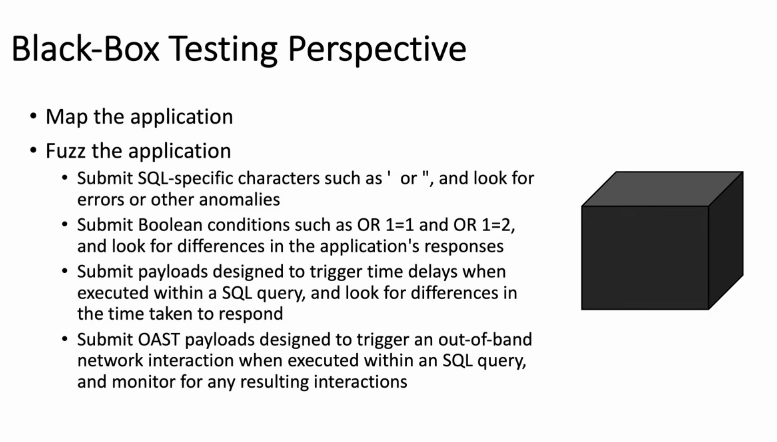 Black-Box Testing Perspective
• Map the application
• Fuzz the application
• Submit SQL-specific characters such as ' or ", and look for
errors or other anomalies
• Submit Boolean conditions such as OR 1=1 and OR 1=2,
and look for differences in the application's responses
• Submit payloads designed to trigger time delays when
executed within a SQL query, and look for differences in
the time taken to respond
• Submit OAST payloads designed to trigger an out-of-band
network interaction when executed within an SQL query,
and monitor for any resulting interactions